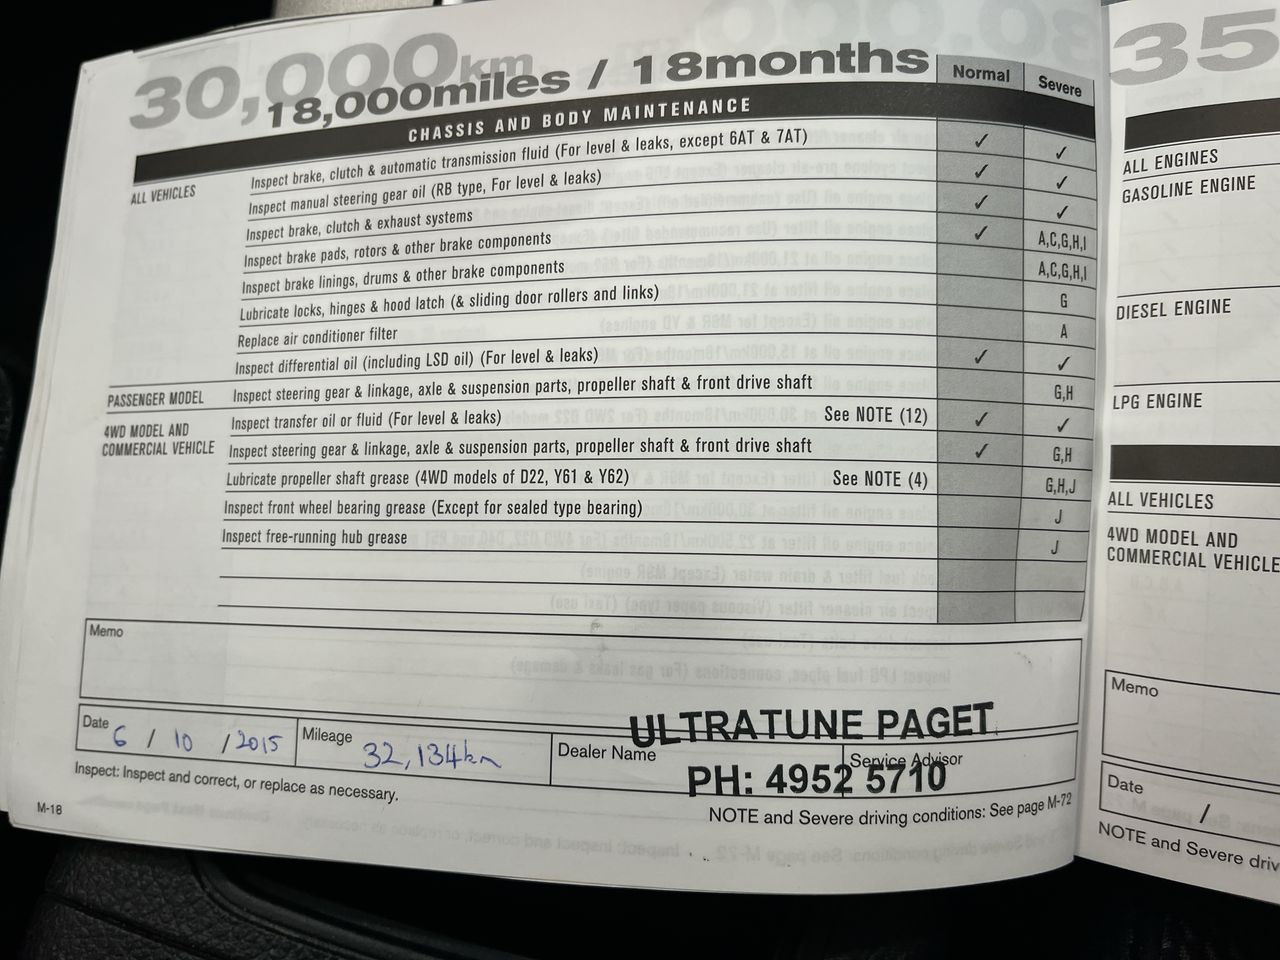 30,000km
18,000miles / 18months
Normal
Severe
CHASSIS AND BODY MAINTENANCE
ALL VEHICLES
Inspect brake, clutch & automatic transmission fluid (For level & leaks, except 6AT & 7AT) ✓ ✓
Inspect manual steering gear oil (RB type, For level & leaks) ✓ ✓
Inspect brake, clutch & exhaust systems ✓ ✓
Inspect brake pads, rotors & other brake components ✓ A,C,G,H,I
Inspect brake linings, drums & other brake components A,C,G,H,I
Lubricate locks, hinges & hood latch (& sliding door rollers and links) G
Replace air conditioner filter A
Inspect differential oil (including LSD oil) (For level & leaks) ✓ ✓
PASSENGER MODEL Inspect steering gear & linkage, axle & suspension parts, propeller shaft & front drive shaft G,H
4WD MODEL AND
COMMERCIAL VEHICLE
Inspect transfer oil or fluid (For level & leaks) See NOTE (12) ✓ ✓
Inspect steering gear & linkage, axle & suspension parts, propeller shaft & front drive shaft ✓ G,H
Lubricate propeller shaft grease (4WD models of D22, Y61 & Y62) See NOTE (4) G,H,J
Inspect front wheel bearing grease (Except for sealed type bearing) J
Inspect free-running hub grease J
Memo
Date 6 / 10 / 2015
Mileage 32,134km
Dealer Name
Service Advisor
ULTRATUNE PAGET
PH: 4952 5710
Inspect: Inspect and correct, or replace as necessary.
NOTE and Severe driving conditions: See page M-72
M-18
35
ALL ENGINES
GASOLINE ENGINE
DIESEL ENGINE
LPG ENGINE
ALL VEHICLES
4WD MODEL AND
COMMERCIAL VEHICLE
Memo
Date /
NOTE and Severe driv